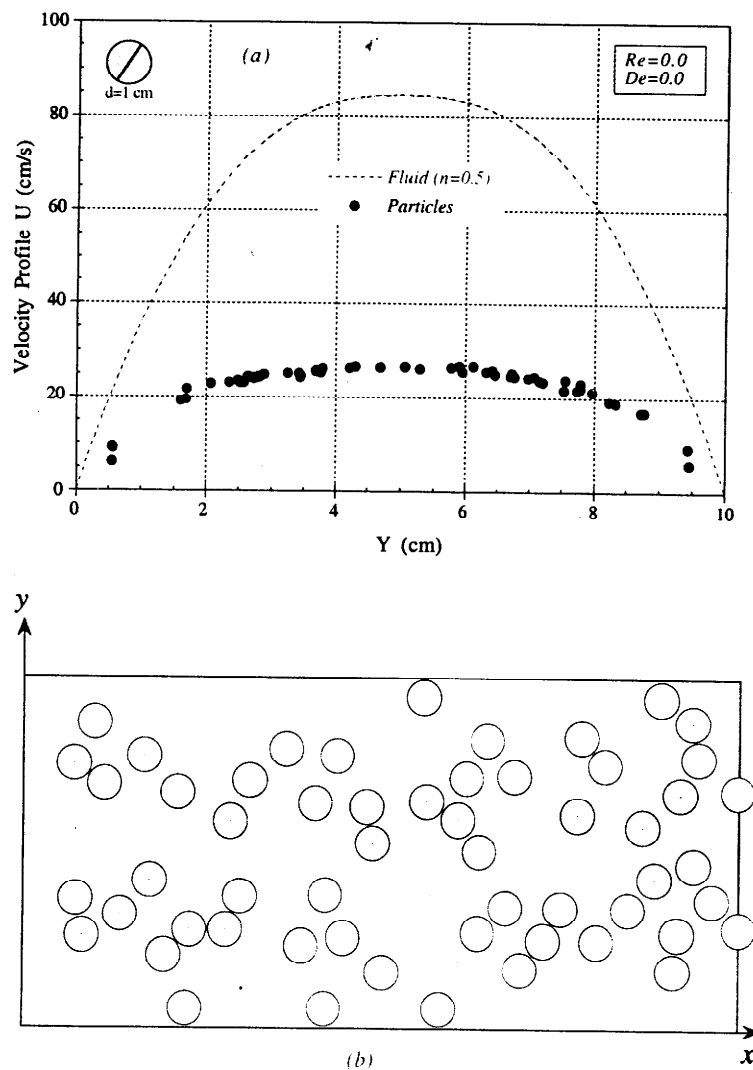 100
80
60
40
20
0
Velocity Profile U (cm/s)
d=1 cm
(a)
Re=0.0
De=0.0
Fluid (n=0.5)
Particles
0
2
4
6
8
10
Y (cm)
y
x
(b)